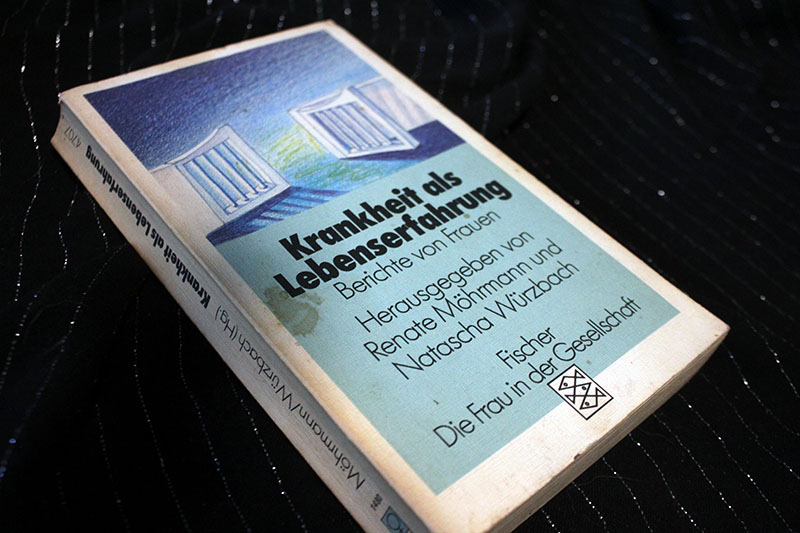 Krankheit als
Lebenserfahrung
Berichte von Frauen
Herausgegeben von
Renate Möhrmann und
Natascha Würzbach
Fischer
Die Frau in der Gesellschaft
4707
Krankheit als Lebenserfahrung
Möhrmann/Würzbach (Hg.)